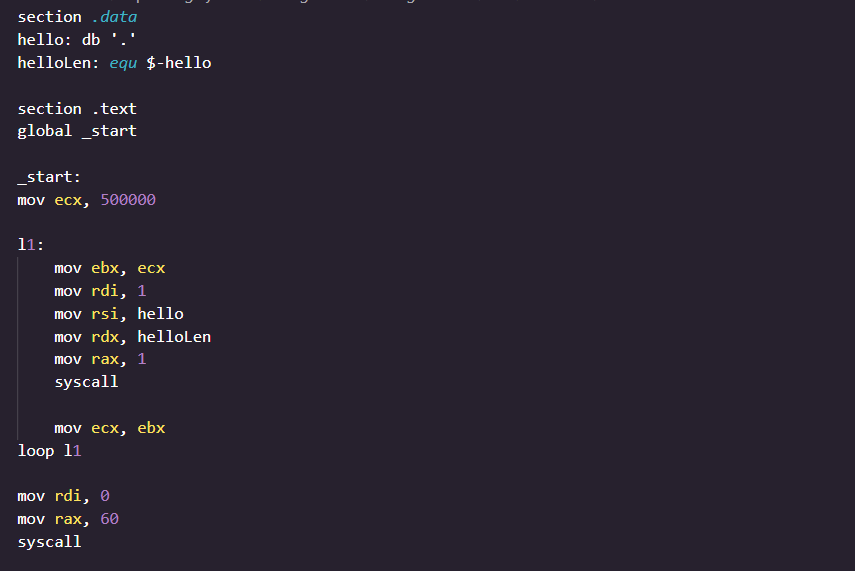 section .data
hello: db '.'
helloLen: equ $-hello
section .text
global _start
_start:
mov ecx, 500000
l1:
mov ebx, ecx
mov rdi, 1
mov rsi, hello
mov rdx, helloLen
mov rax, 1
syscall
mov ecx, ebx
loop l1
mov rdi, 0
mov rax, 60
syscall